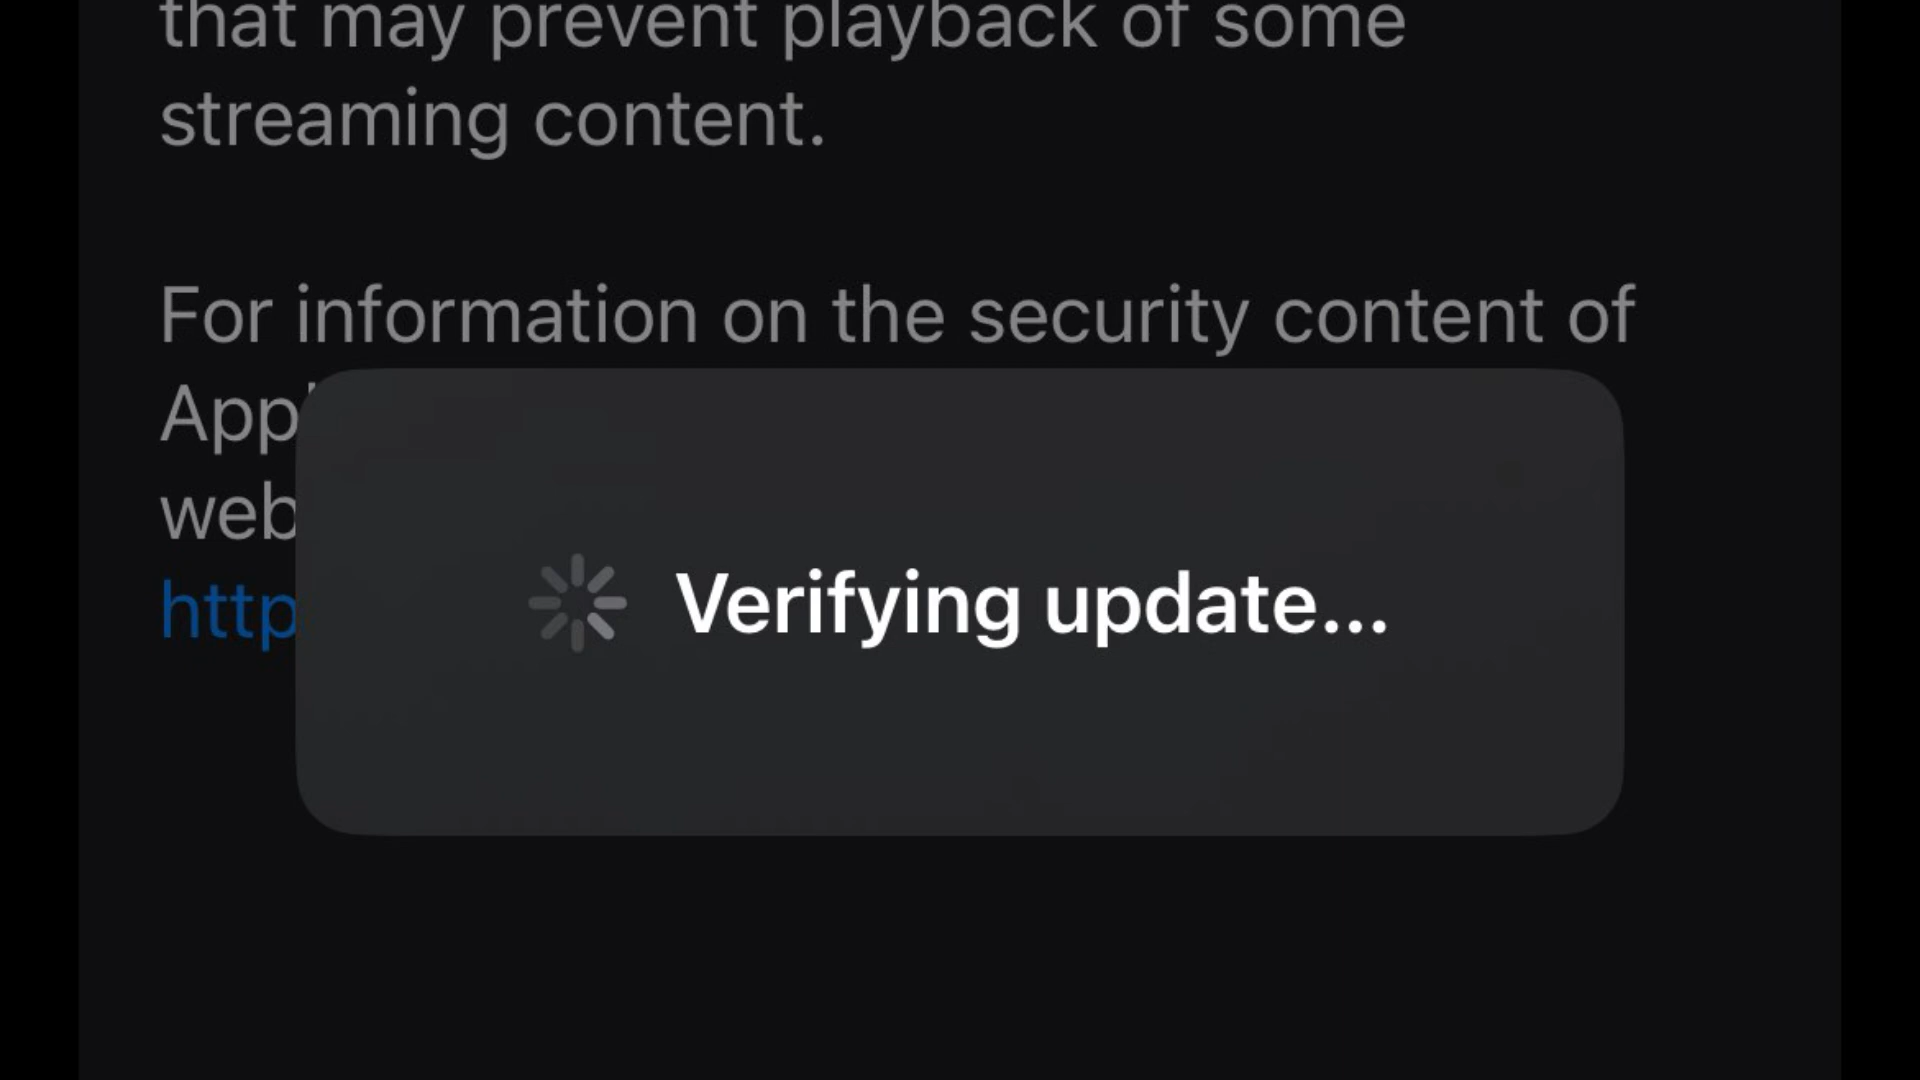 that may prevent playback of some
streaming content.
For information on the security content of
App
web
http
Verifying update...